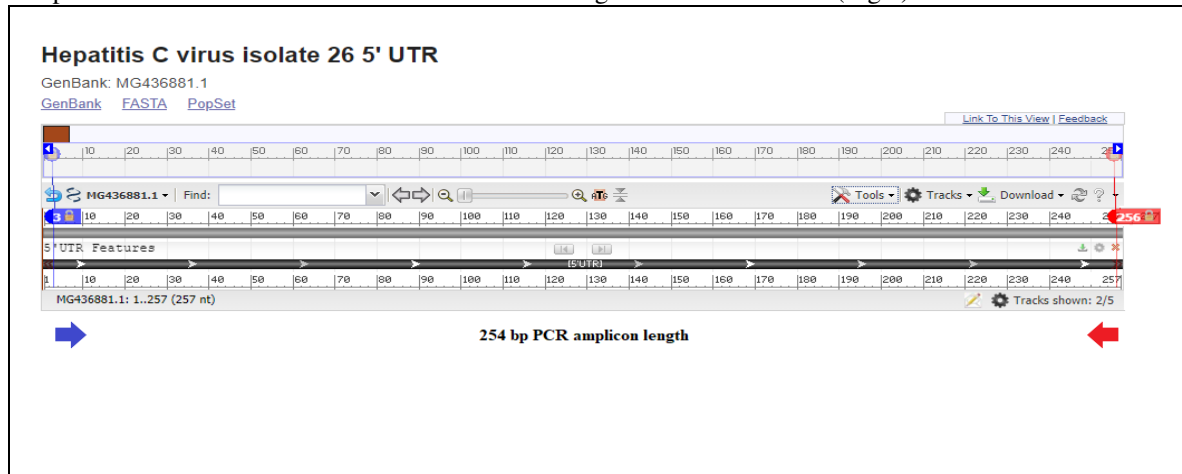 Hepatitis C virus isolate 26 5' UTR
GenBank: MG436881.1
GenBank FASTA PopSet
Link To This View | Feedback
|10 |20 |30 |40 |50 |60 |70 |80 |90 |100 |110 |120 |130 |140 |150 |160 |170 |180 |190 |200 |210 |220 |230 |240
MG436881.1 Find: Tools Tracks Download ?
3 |10 |20 |30 |40 |50 |60 |70 |80 |90 |100 |110 |120 |130 |140 |150 |160 |170 |180 |190 |200 |210 |220 |230 |240 256
5'UTR Features
[5'UTR]
1 |10 |20 |30 |40 |50 |60 |70 |80 |90 |100 |110 |120 |130 |140 |150 |160 |170 |180 |190 |200 |210 |220 |230 |240 257
MG436881.1: 1..257 (257 nt) Tracks shown: 2/5
254 bp PCR amplicon length